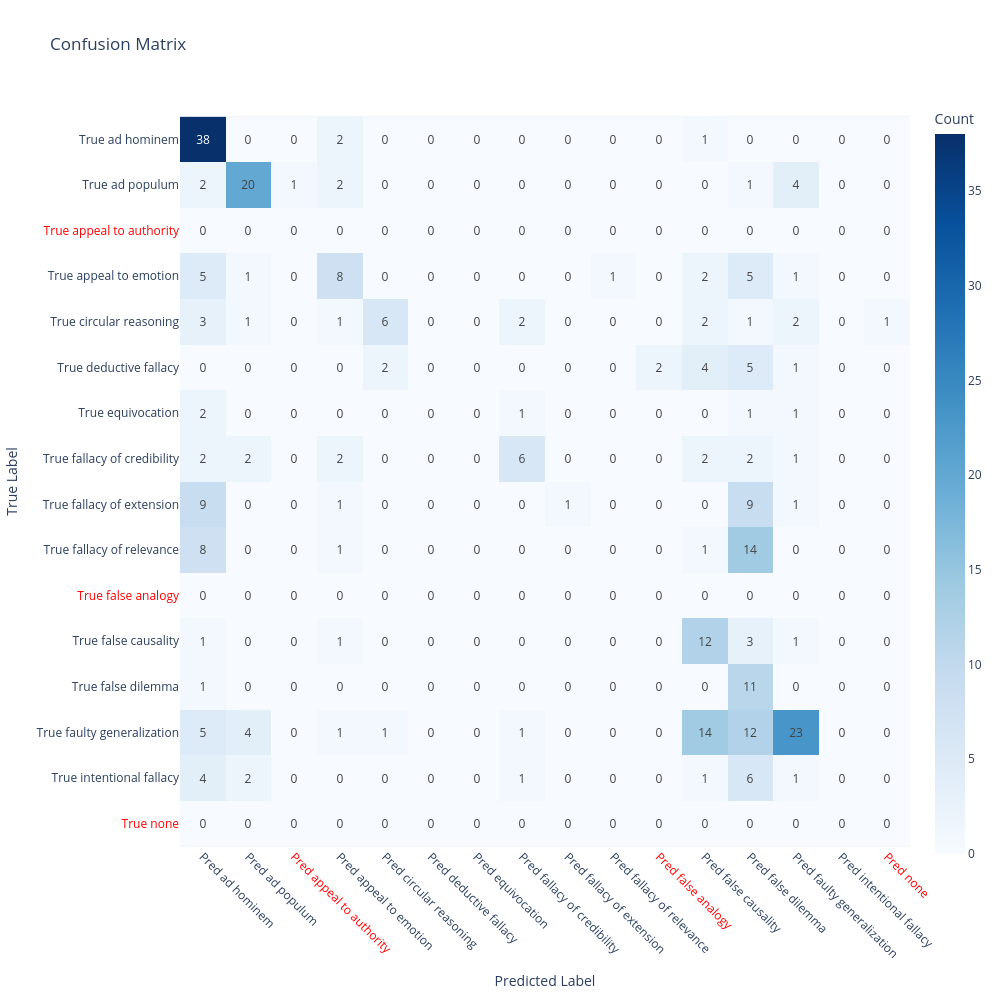 Confusion Matrix
Count
True ad hominem 38 0 0 2 0 0 0 0 0 0 0 1 0 0 0 0
True ad populum 2 20 1 2 0 0 0 0 0 0 0 0 1 4 0 0
True appeal to authority 0 0 0 0 0 0 0 0 0 0 0 0 0 0 0 0
True appeal to emotion 5 1 0 8 0 0 0 0 0 1 0 2 5 1 0 0
True circular reasoning 3 1 0 1 6 0 0 2 0 0 0 2 1 2 0 1
True deductive fallacy 0 0 0 0 2 0 0 0 0 0 2 4 5 1 0 0
True equivocation 2 0 0 0 0 0 0 1 0 0 0 0 1 1 0 0
True fallacy of credibility 2 2 0 2 0 0 0 6 0 0 0 2 2 1 0 0
True fallacy of extension 9 0 0 1 0 0 0 0 1 0 0 0 9 1 0 0
True fallacy of relevance 8 0 0 1 0 0 0 0 0 0 0 1 14 0 0 0
True false analogy 0 0 0 0 0 0 0 0 0 0 0 0 0 0 0 0
True false causality 1 0 0 1 0 0 0 0 0 0 0 12 3 1 0 0
True false dilemma 1 0 0 0 0 0 0 0 0 0 0 0 11 0 0 0
True faulty generalization 5 4 0 1 1 0 0 1 0 0 0 14 12 23 0 0
True intentional fallacy 4 2 0 0 0 0 0 1 0 0 0 1 6 1 0 0
True none 0 0 0 0 0 0 0 0 0 0 0 0 0 0 0 0
True Label
Pred ad hominem
Pred ad populum
Pred appeal to authority
Pred appeal to emotion
Pred circular reasoning
Pred deductive fallacy
Pred equivocation
Pred fallacy of credibility
Pred fallacy of extension
Pred fallacy of relevance
Pred false analogy
Pred false causality
Pred false dilemma
Pred faulty generalization
Pred intentional fallacy
Pred none
Predicted Label
35
30
25
20
15
10
5
0